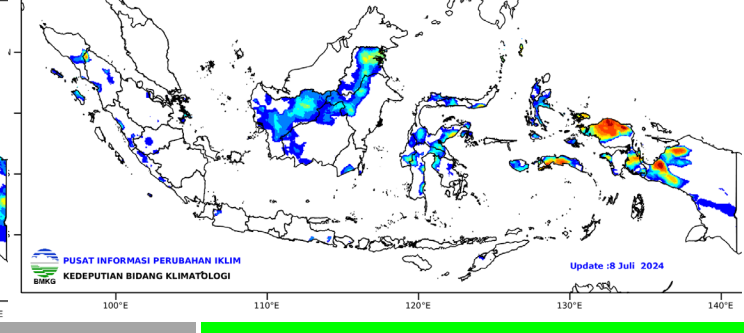 N
PUSAT INFORMASI PERUBAHAN IKLIM
KEDEPUTIAN BIDANG KLIMATOLOGI
BMKG
Update :8 Juli 2024
E
100°E
110°E
120°E
130°E
140°E